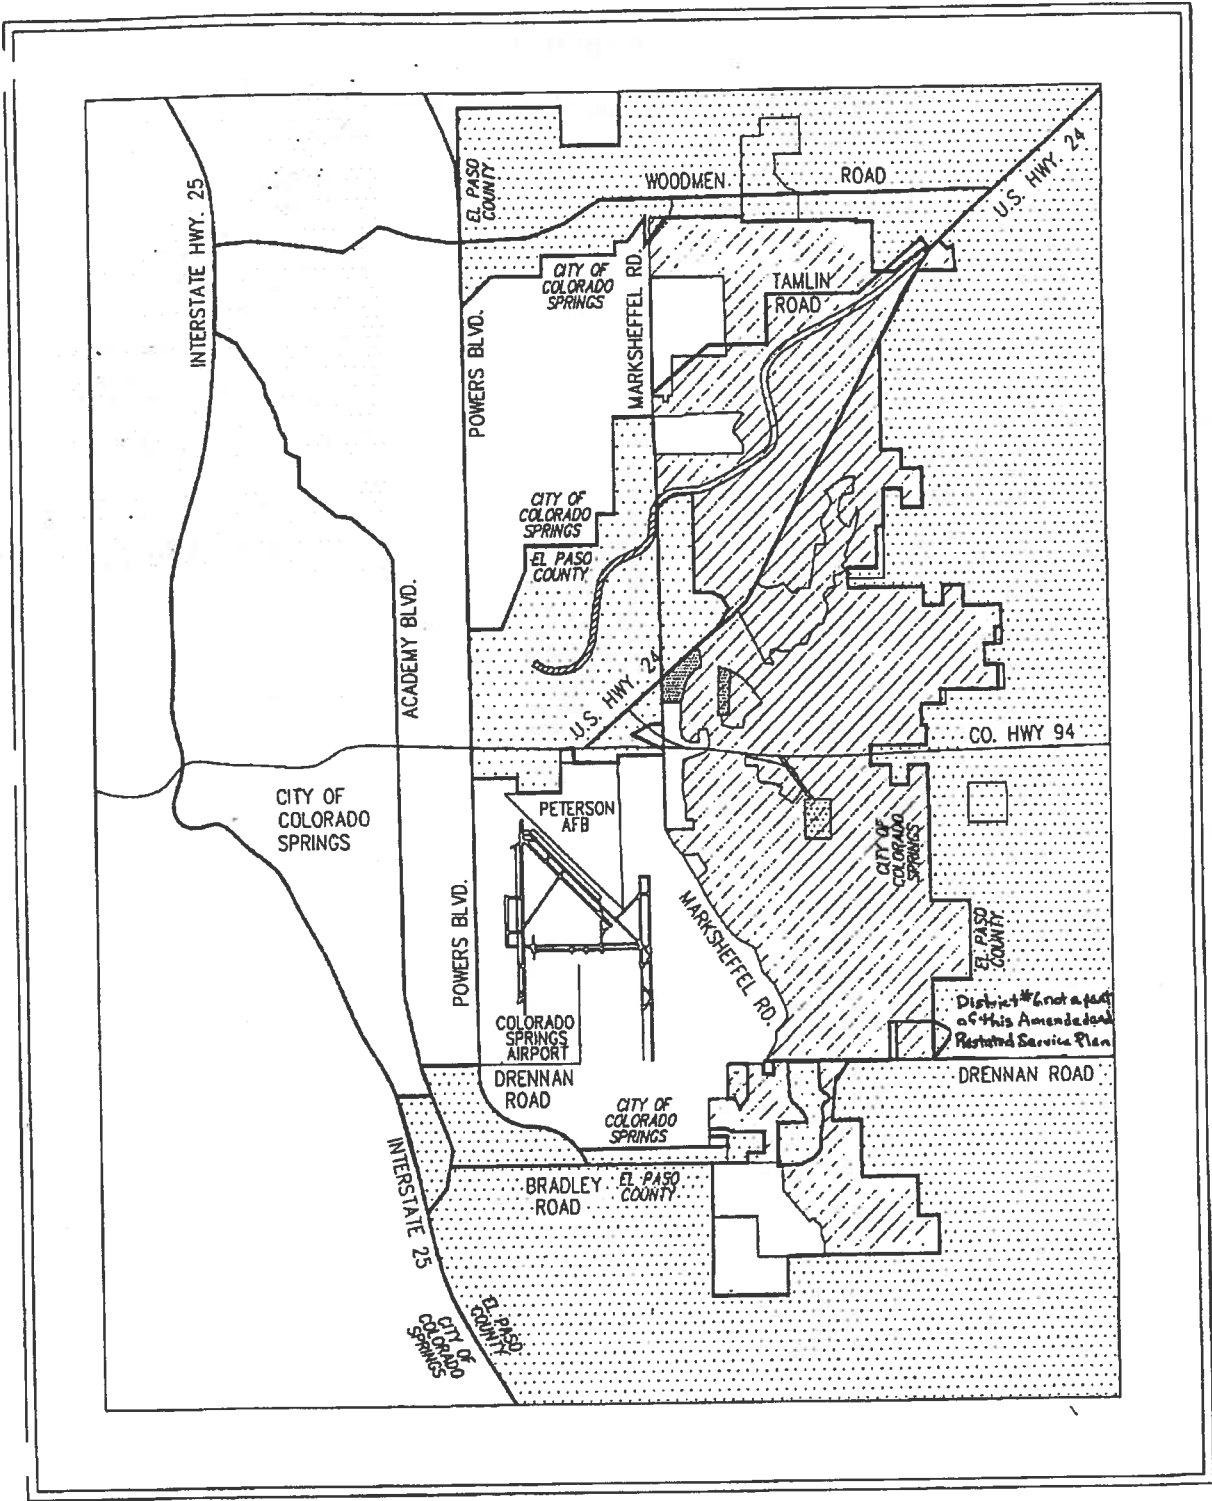 U.S. HWY 24
EL PASO
COUNTY
WOODMEN
ROAD
INTERSTATE HWY. 25
CITY OF
COLORADO
SPRINGS
MARKSHEFFEL RD.
TAMLIN
ROAD
POWERS BLVD.
CITY OF
COLORADO
SPRINGS
EL PASO
COUNTY
ACADEMY BLVD.
U.S. HWY. 24
CO. HWY 94
CITY OF
COLORADO
SPRINGS
PETERSON
AFB
CITY OF
COLORADO
SPRINGS
POWERS BLVD.
MARKSHEFFEL RD.
EL PASO
COUNTY
District #6 not a part
of this Amended and
Restated Service Plan
COLORADO
SPRINGS
AIRPORT
DRENNAN
ROAD
DRENNAN ROAD
CITY OF
COLORADO
SPRINGS
INTERSTATE 25
BRADLEY
ROAD
EL PASO
COUNTY
EL PASO
COUNTY
CITY OF
COLORADO
SPRINGS